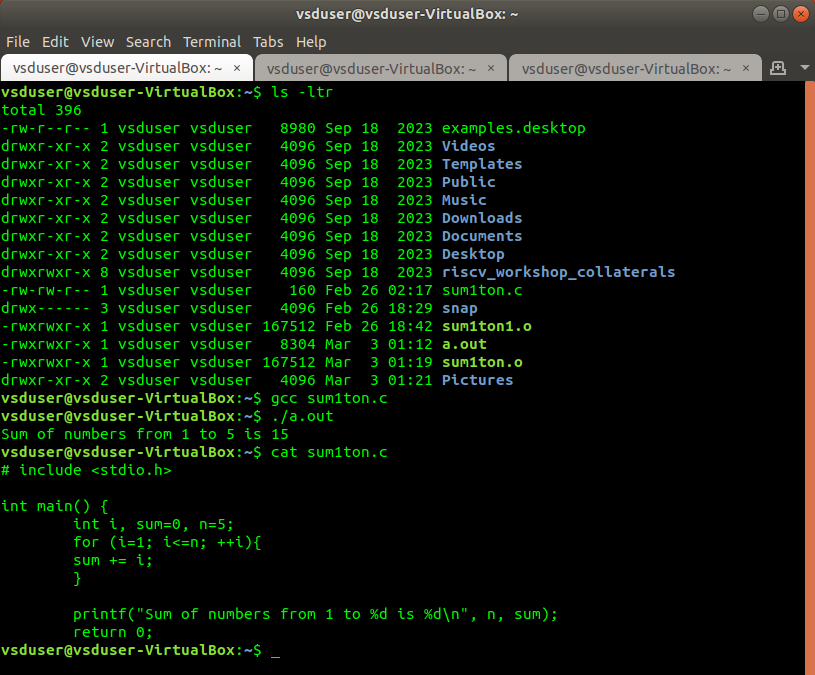 vsduser@vsduser-VirtualBox: ~
File Edit View Search Terminal Tabs Help
vsduser@vsduser-VirtualBox: ~ × vsduser@vsduser-VirtualBox: ~ × vsduser@vsduser-VirtualBox: ~ ×
vsduser@vsduser-VirtualBox:~$ ls -ltr
total 396
-rw-r--r-- 1 vsduser vsduser   8980 Sep 18  2023 examples.desktop
drwxr-xr-x 2 vsduser vsduser   4096 Sep 18  2023 Videos
drwxr-xr-x 2 vsduser vsduser   4096 Sep 18  2023 Templates
drwxr-xr-x 2 vsduser vsduser   4096 Sep 18  2023 Public
drwxr-xr-x 2 vsduser vsduser   4096 Sep 18  2023 Music
drwxr-xr-x 2 vsduser vsduser   4096 Sep 18  2023 Downloads
drwxr-xr-x 2 vsduser vsduser   4096 Sep 18  2023 Documents
drwxr-xr-x 2 vsduser vsduser   4096 Sep 18  2023 Desktop
drwxrwxr-x 8 vsduser vsduser   4096 Sep 18  2023 riscv_workshop_collaterals
-rw-rw-r-- 1 vsduser vsduser    160 Feb 26 02:17 sum1ton.c
drwx------ 3 vsduser vsduser   4096 Feb 26 18:29 snap
-rwxrwxr-x 1 vsduser vsduser 167512 Feb 26 18:42 sum1ton1.o
-rwxrwxr-x 1 vsduser vsduser   8304 Mar  3 01:12 a.out
-rwxrwxr-x 1 vsduser vsduser 167512 Mar  3 01:19 sum1ton.o
drwxr-xr-x 2 vsduser vsduser   4096 Mar  3 01:21 Pictures
vsduser@vsduser-VirtualBox:~$ gcc sum1ton.c
vsduser@vsduser-VirtualBox:~$ ./a.out
Sum of numbers from 1 to 5 is 15
vsduser@vsduser-VirtualBox:~$ cat sum1ton.c
# include <stdio.h>

int main() {
        int i, sum=0, n=5;
        for (i=1; i<=n; ++i){
        sum += i;
        }

        printf("Sum of numbers from 1 to %d is %d\n", n, sum);
        return 0;
vsduser@vsduser-VirtualBox:~$ _